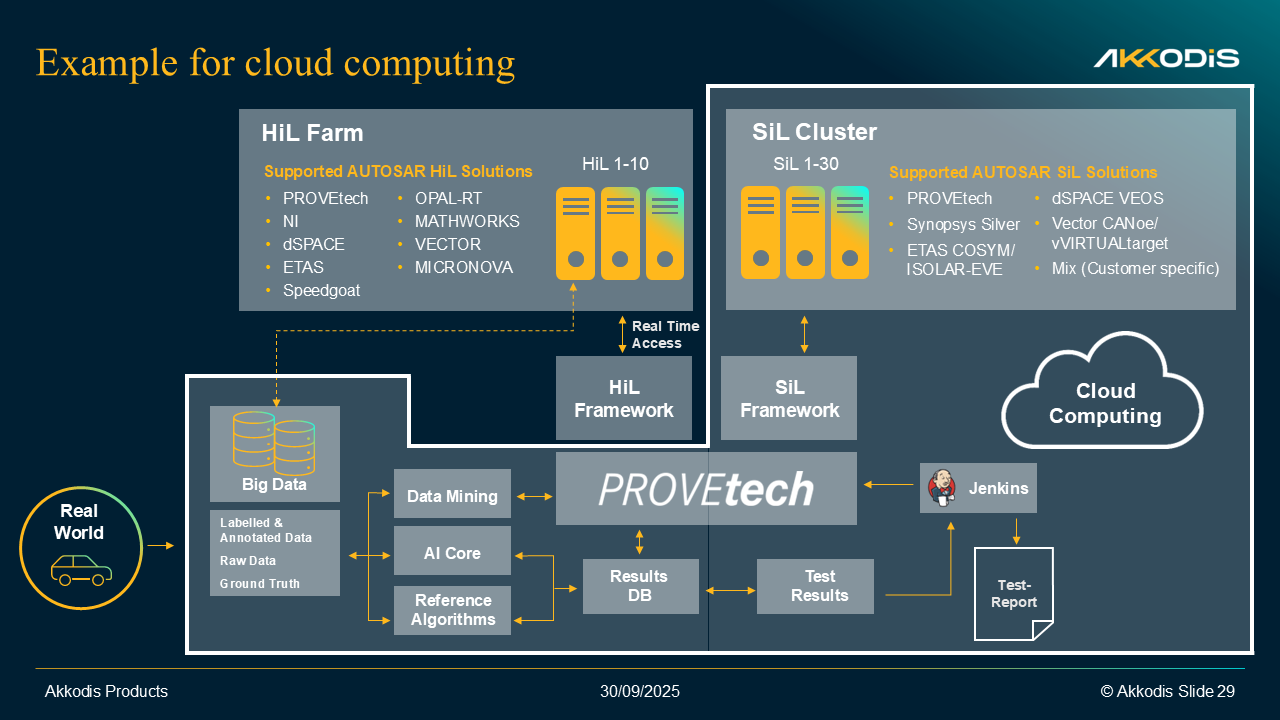 Example for cloud computing
AKKODIS
HiL Farm
Supported AUTOSAR HiL Solutions
• PROVEtech
• NI
• dSPACE
• ETAS
• Speedgoat
• OPAL-RT
• MATHWORKS
• VECTOR
• MICRONOVA
HiL 1-10
SiL Cluster
SiL 1-30
Supported AUTOSAR SiL Solutions
• PROVEtech
• Synopsys Silver
• ETAS COSYM/
ISOLAR-EVE
• dSPACE VEOS
• Vector CANoe/
vVIRTUALtarget
• Mix (Customer specific)
Real Time
Access
HiL
Framework
SiL
Framework
Cloud
Computing
Big Data
Labelled &
Annotated Data
Raw Data
Ground Truth
Real
World
Data Mining
AI Core
Reference
Algorithms
PROVEtech
Results
DB
Test
Results
Jenkins
Test-
Report
Akkodis Products
30/09/2025
© Akkodis Slide 29